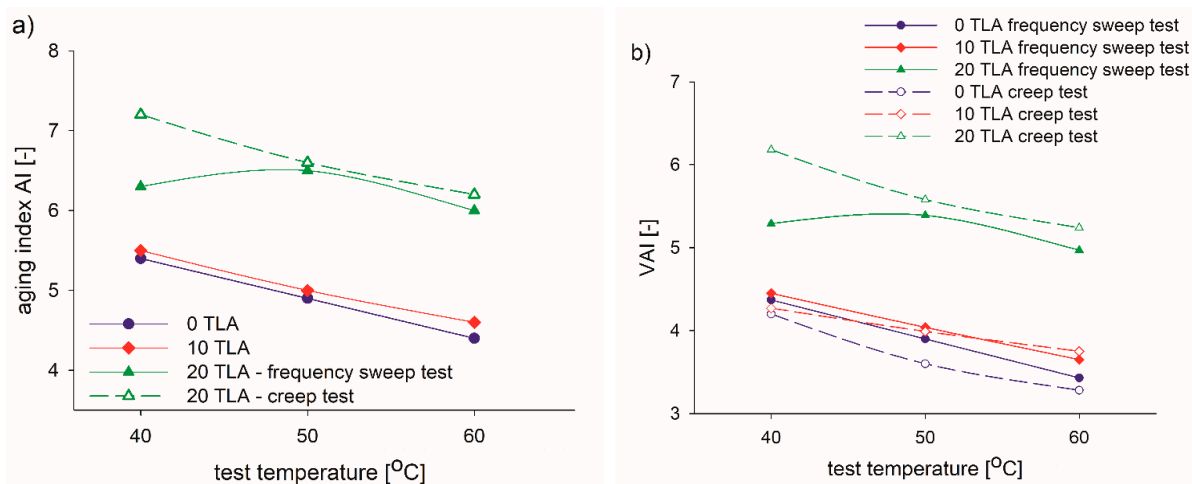 a)
8
7
6
5
4
aging index AI [-]
0 TLA
10 TLA
20 TLA - frequency sweep test
20 TLA - creep test
40
50
60
test temperature [ºC]
0 TLA frequency sweep test
10 TLA frequency sweep test
20 TLA frequency sweep test
0 TLA creep test
10 TLA creep test
20 TLA creep test
b)
7
6
5
4
3
VAI [-]
40
50
60
test temperature [ºC]